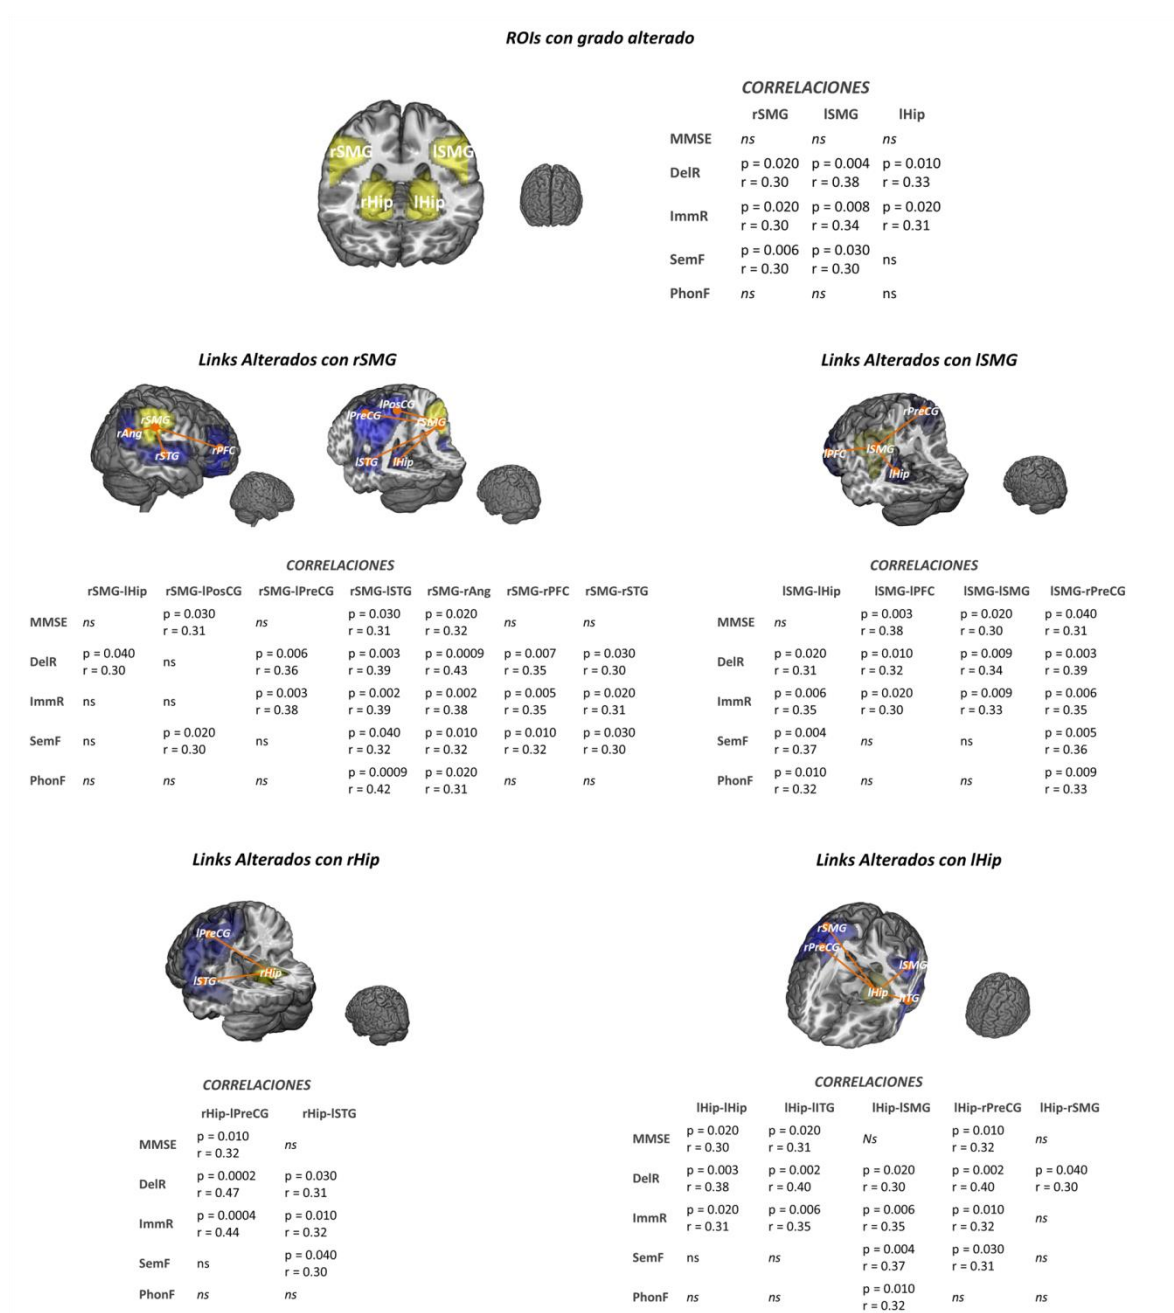 ROIs con grado alterado
CORRELACIONES
rSMG lSMG lHip
MMSE ns ns ns
DelR p = 0.020 p = 0.004 p = 0.010
r = 0.30 r = 0.38 r = 0.33
ImmR p = 0.020 p = 0.008 p = 0.020
r = 0.30 r = 0.34 r = 0.31
SemF p = 0.006 p = 0.030 ns
r = 0.30 r = 0.30
PhonF ns ns ns
rSMG lSMG
rHip lHip
Links Alterados con rSMG
rSMG
rAng
rSTG
rPFC
lPosCG
lPreCG
rSMG
lSTG lHip
CORRELACIONES
rSMG-lHip rSMG-lPosCG rSMG-lPreCG rSMG-lSTG rSMG-rAng rSMG-rPFC rSMG-rSTG
MMSE ns p = 0.030 ns p = 0.030 p = 0.020 ns ns
r = 0.31 r = 0.31 r = 0.32
DelR p = 0.040 ns p = 0.006 p = 0.003 p = 0.0009 p = 0.007 p = 0.030
r = 0.30 r = 0.36 r = 0.39 r = 0.43 r = 0.35 r = 0.30
ImmR ns ns p = 0.003 p = 0.002 p = 0.002 p = 0.005 p = 0.020
r = 0.38 r = 0.39 r = 0.38 r = 0.35 r = 0.31
SemF ns p = 0.020 ns p = 0.040 p = 0.010 p = 0.010 p = 0.030
r = 0.30 r = 0.32 r = 0.32 r = 0.32 r = 0.30
PhonF ns ns ns p = 0.0009 p = 0.020 ns ns
r = 0.42 r = 0.31
Links Alterados con lSMG
rPreCG
lPFC
lSMG
lHip
CORRELACIONES
lSMG-lHip lSMG-lPFC lSMG-lSMG lSMG-rPreCG
MMSE ns p = 0.003 p = 0.020 p = 0.040
r = 0.38 r = 0.30 r = 0.31
DelR p = 0.020 p = 0.010 p = 0.009 p = 0.003
r = 0.31 r = 0.32 r = 0.34 r = 0.39
ImmR p = 0.006 p = 0.020 p = 0.009 p = 0.006
r = 0.35 r = 0.30 r = 0.33 r = 0.35
SemF p = 0.004 ns ns p = 0.005
r = 0.37 r = 0.36
PhonF p = 0.010 ns ns p = 0.009
r = 0.32 r = 0.33
Links Alterados con rHip
lPreCG
lSTG
rHip
CORRELACIONES
rHip-lPreCG rHip-lSTG
MMSE p = 0.010 ns
r = 0.32
DelR p = 0.0002 p = 0.030
r = 0.47 r = 0.31
ImmR p = 0.0004 p = 0.010
r = 0.44 r = 0.32
SemF ns p = 0.040
r = 0.30
PhonF ns ns
Links Alterados con lHip
rSMG
rPreCG
lSMG
lHip
lITG
CORRELACIONES
lHip-lHip lHip-lITG lHip-lSMG lHip-rPreCG lHip-rSMG
MMSE p = 0.020 p = 0.020 Ns p = 0.010 ns
r = 0.30 r = 0.31 r = 0.32
DelR p = 0.003 p = 0.002 p = 0.020 p = 0.002 p = 0.040
r = 0.38 r = 0.40 r = 0.30 r = 0.40 r = 0.30
ImmR p = 0.020 p = 0.006 p = 0.006 p = 0.010 ns
r = 0.31 r = 0.35 r = 0.35 r = 0.32
SemF ns ns p = 0.004 p = 0.030 ns
r = 0.37 r = 0.31
PhonF ns ns p = 0.010 ns ns
r = 0.32